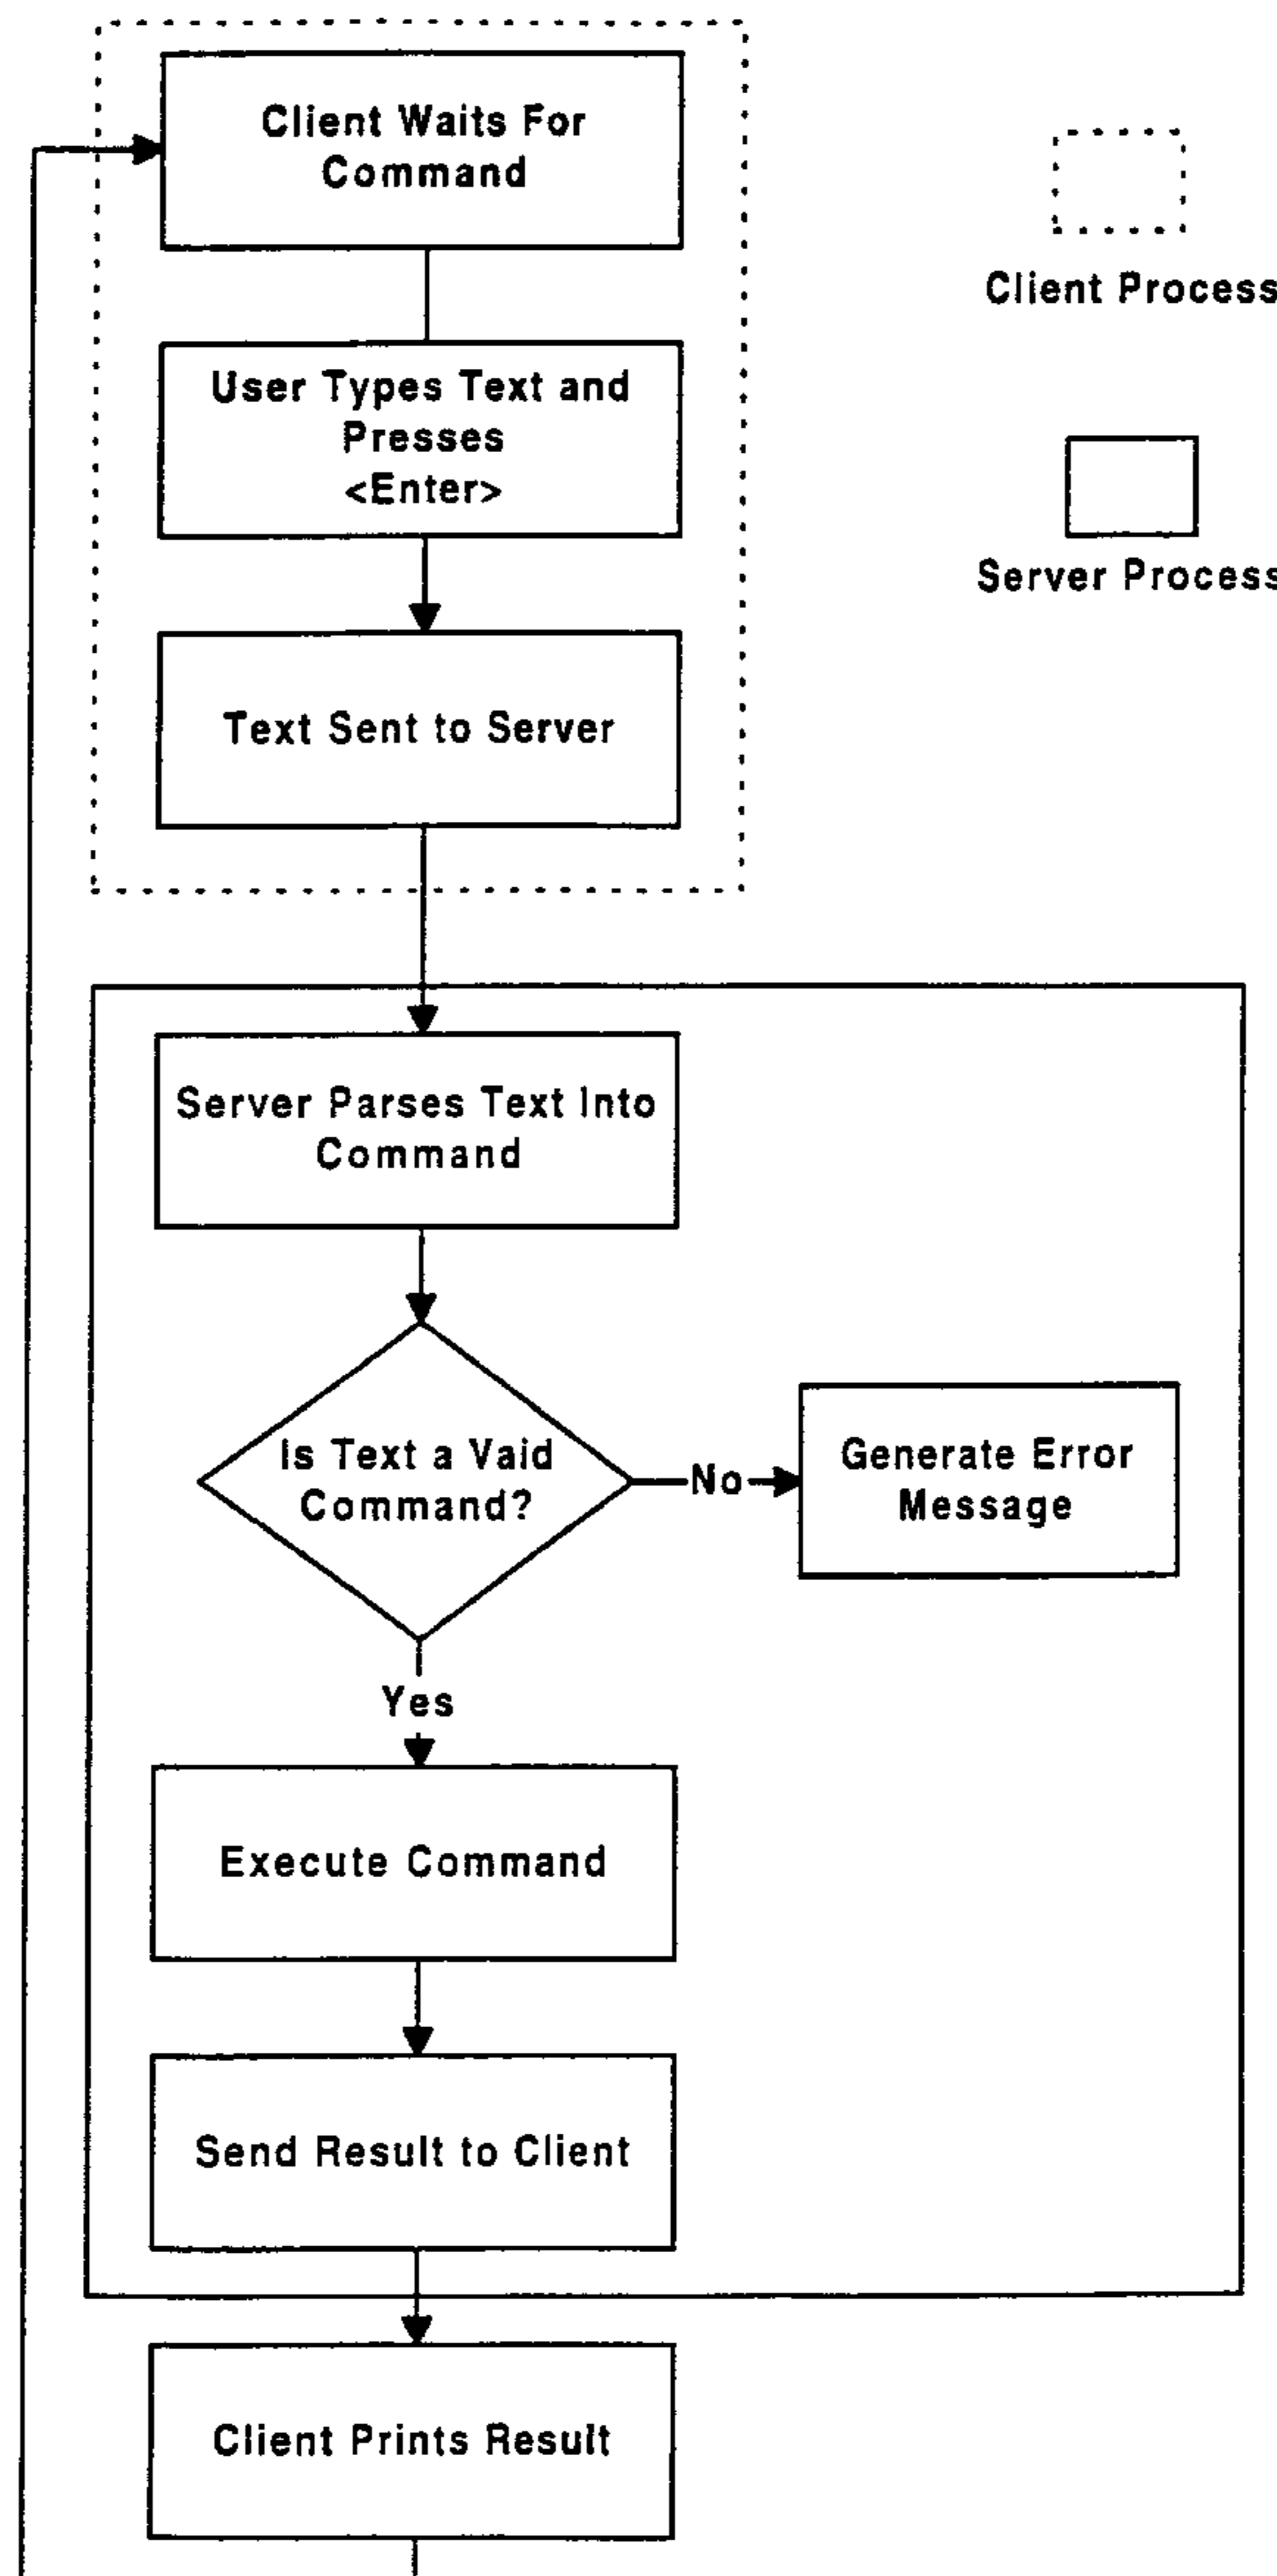 Client Waits For
Command
Client Process
User Types Text and
Presses
<Enter>
Server Process
Text Sent to Server
Server Parses Text Into
Command
Is Text a Vaid
Command?
No
Generate Error
Message
Yes
Execute Command
Send Result to Client
Client Prints Result